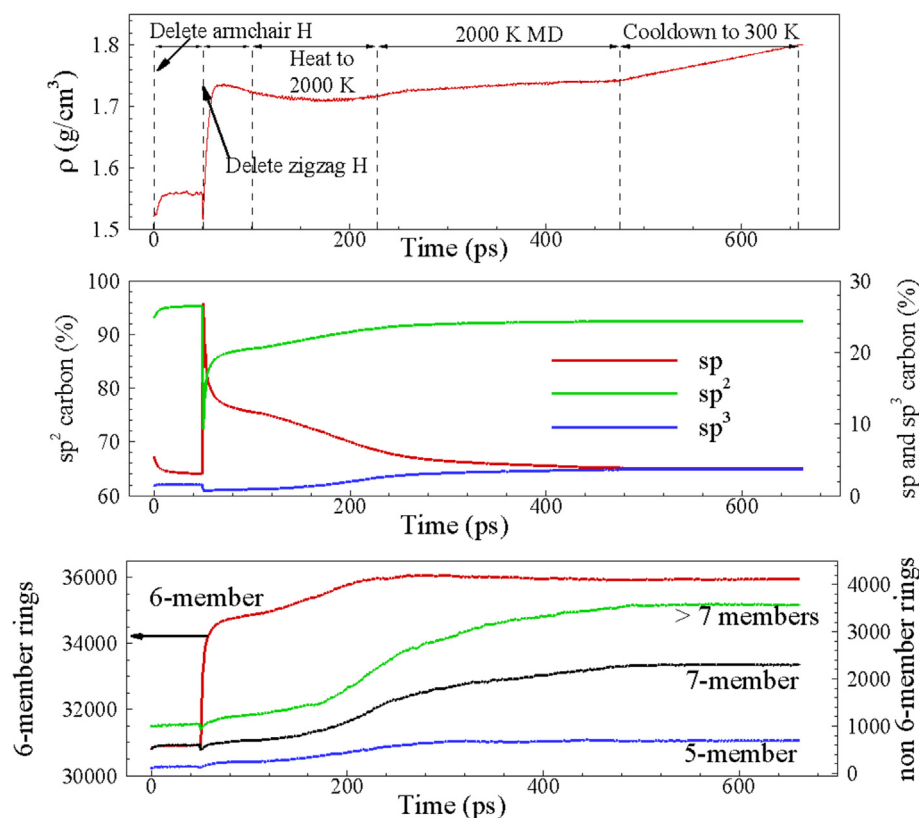 Delete armchair H
2000 K MD
Cooldown to 300 K
Heat to
2000 K
Delete zigzag H
ρ (g/cm³)
1.8
1.7
1.6
1.5
0 200 400 600
Time (ps)
sp² carbon (%)
100
90
80
70
60
sp
sp²
sp³
30
20
10
0
sp and sp³ carbon (%)
0 200 400 600
Time (ps)
6-member rings
36000
34000
32000
30000
6-member
> 7 members
7-member
5-member
4000
3000
2000
1000
0
non 6-member rings
0 200 400 600
Time (ps)